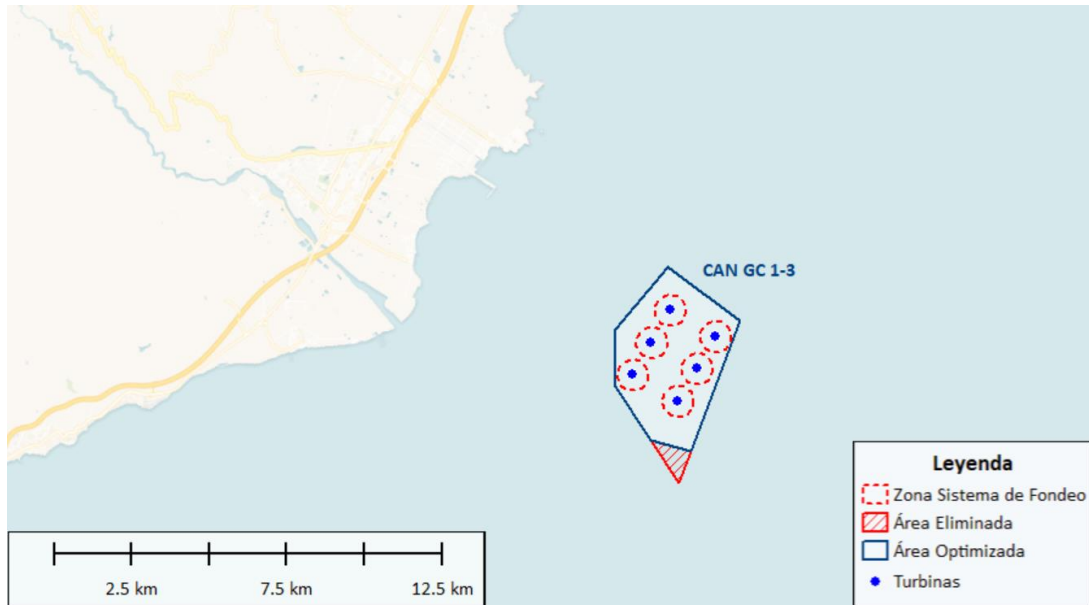 CAN GC 1-3
Leyenda
Zona Sistema de Fondeo
Área Eliminada
Área Optimizada
Turbinas
2.5 km
7.5 km
12.5 km